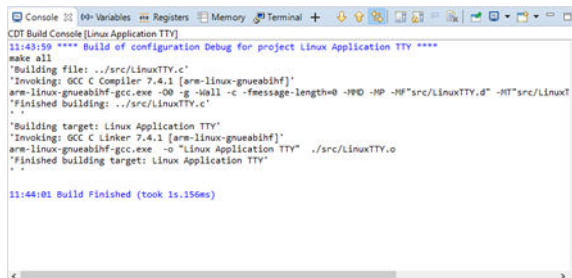 Console Variables Registers Memory Terminal
CDT Build Console [Linux Application TTY]
11:43:59 **** Build of configuration Debug for project Linux Application TTY ****
make all
'Building file: ../src/LinuxTTY.c'
'Invoking: GCC C Compiler 7.4.1 [arm-linux-gnueabihf]'
arm-linux-gnueabihf-gcc.exe -O0 -g -Wall -c -fmessage-length=0 -MMD -MP -MF"src/LinuxTTY.d" -MT"src/LinuxT
'Finished building: ../src/LinuxTTY.c'
' '
'Building target: Linux Application TTY'
'Invoking: GCC C Linker 7.4.1 [arm-linux-gnueabihf]'
arm-linux-gnueabihf-gcc.exe -o "Linux Application TTY" ./src/LinuxTTY.o
'Finished building target: Linux Application TTY'
' '
11:44:01 Build Finished (took 1s.156ms)